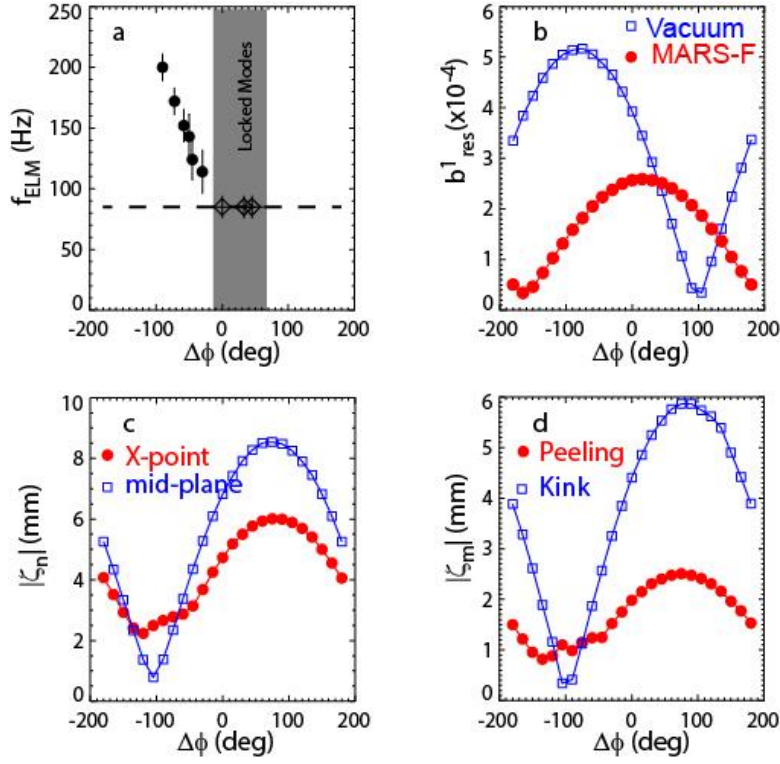 a
250
200
150
100
50
0
f_ELM (Hz)
Locked Modes
-200 -100 0 100 200
Δϕ (deg)
b
Vacuum
MARS-F
6
5
4
3
2
1
0
b¹_res (x10⁻⁴)
-200 -100 0 100 200
Δϕ (deg)
c
X-point
mid-plane
10
8
6
4
2
0
|ζ_n| (mm)
-200 -100 0 100 200
Δϕ (deg)
d
Peeling
Kink
6
5
4
3
2
1
0
|ζ_m| (mm)
-200 -100 0 100 200
Δϕ (deg)